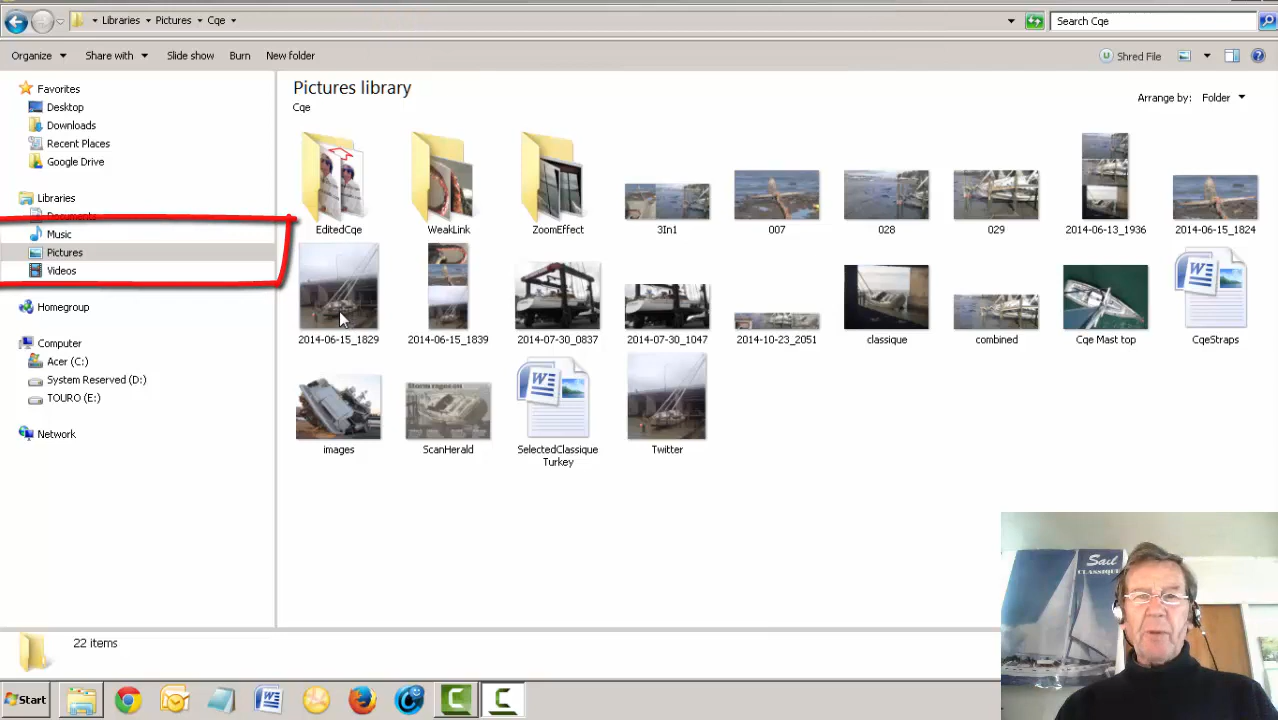 Libraries Pictures Cqe
Search Cqe
Organize Share with Slide show Burn New folder
Shred File
Favorites
Desktop
Downloads
Recent Places
Google Drive
Libraries
Documents
Music
Pictures
Videos
Homegroup
Computer
Acer (C:)
System Reserved (D:)
TOURO (E:)
Network
Pictures library
Cqe
Arrange by: Folder
EditedCqe
WeakLink
ZoomEffect
3In1
007
028
029
2014-06-13_1936
2014-06-15_1824
2014-06-15_1829
2014-06-15_1839
2014-07-30_0837
2014-07-30_1047
2014-10-23_2051
classique
combined
Cqe Mast top
CqeStraps
images
ScanHerald
SelectedClassique
Turkey
Twitter
22 items
Sail
CLASSIQUE
Start